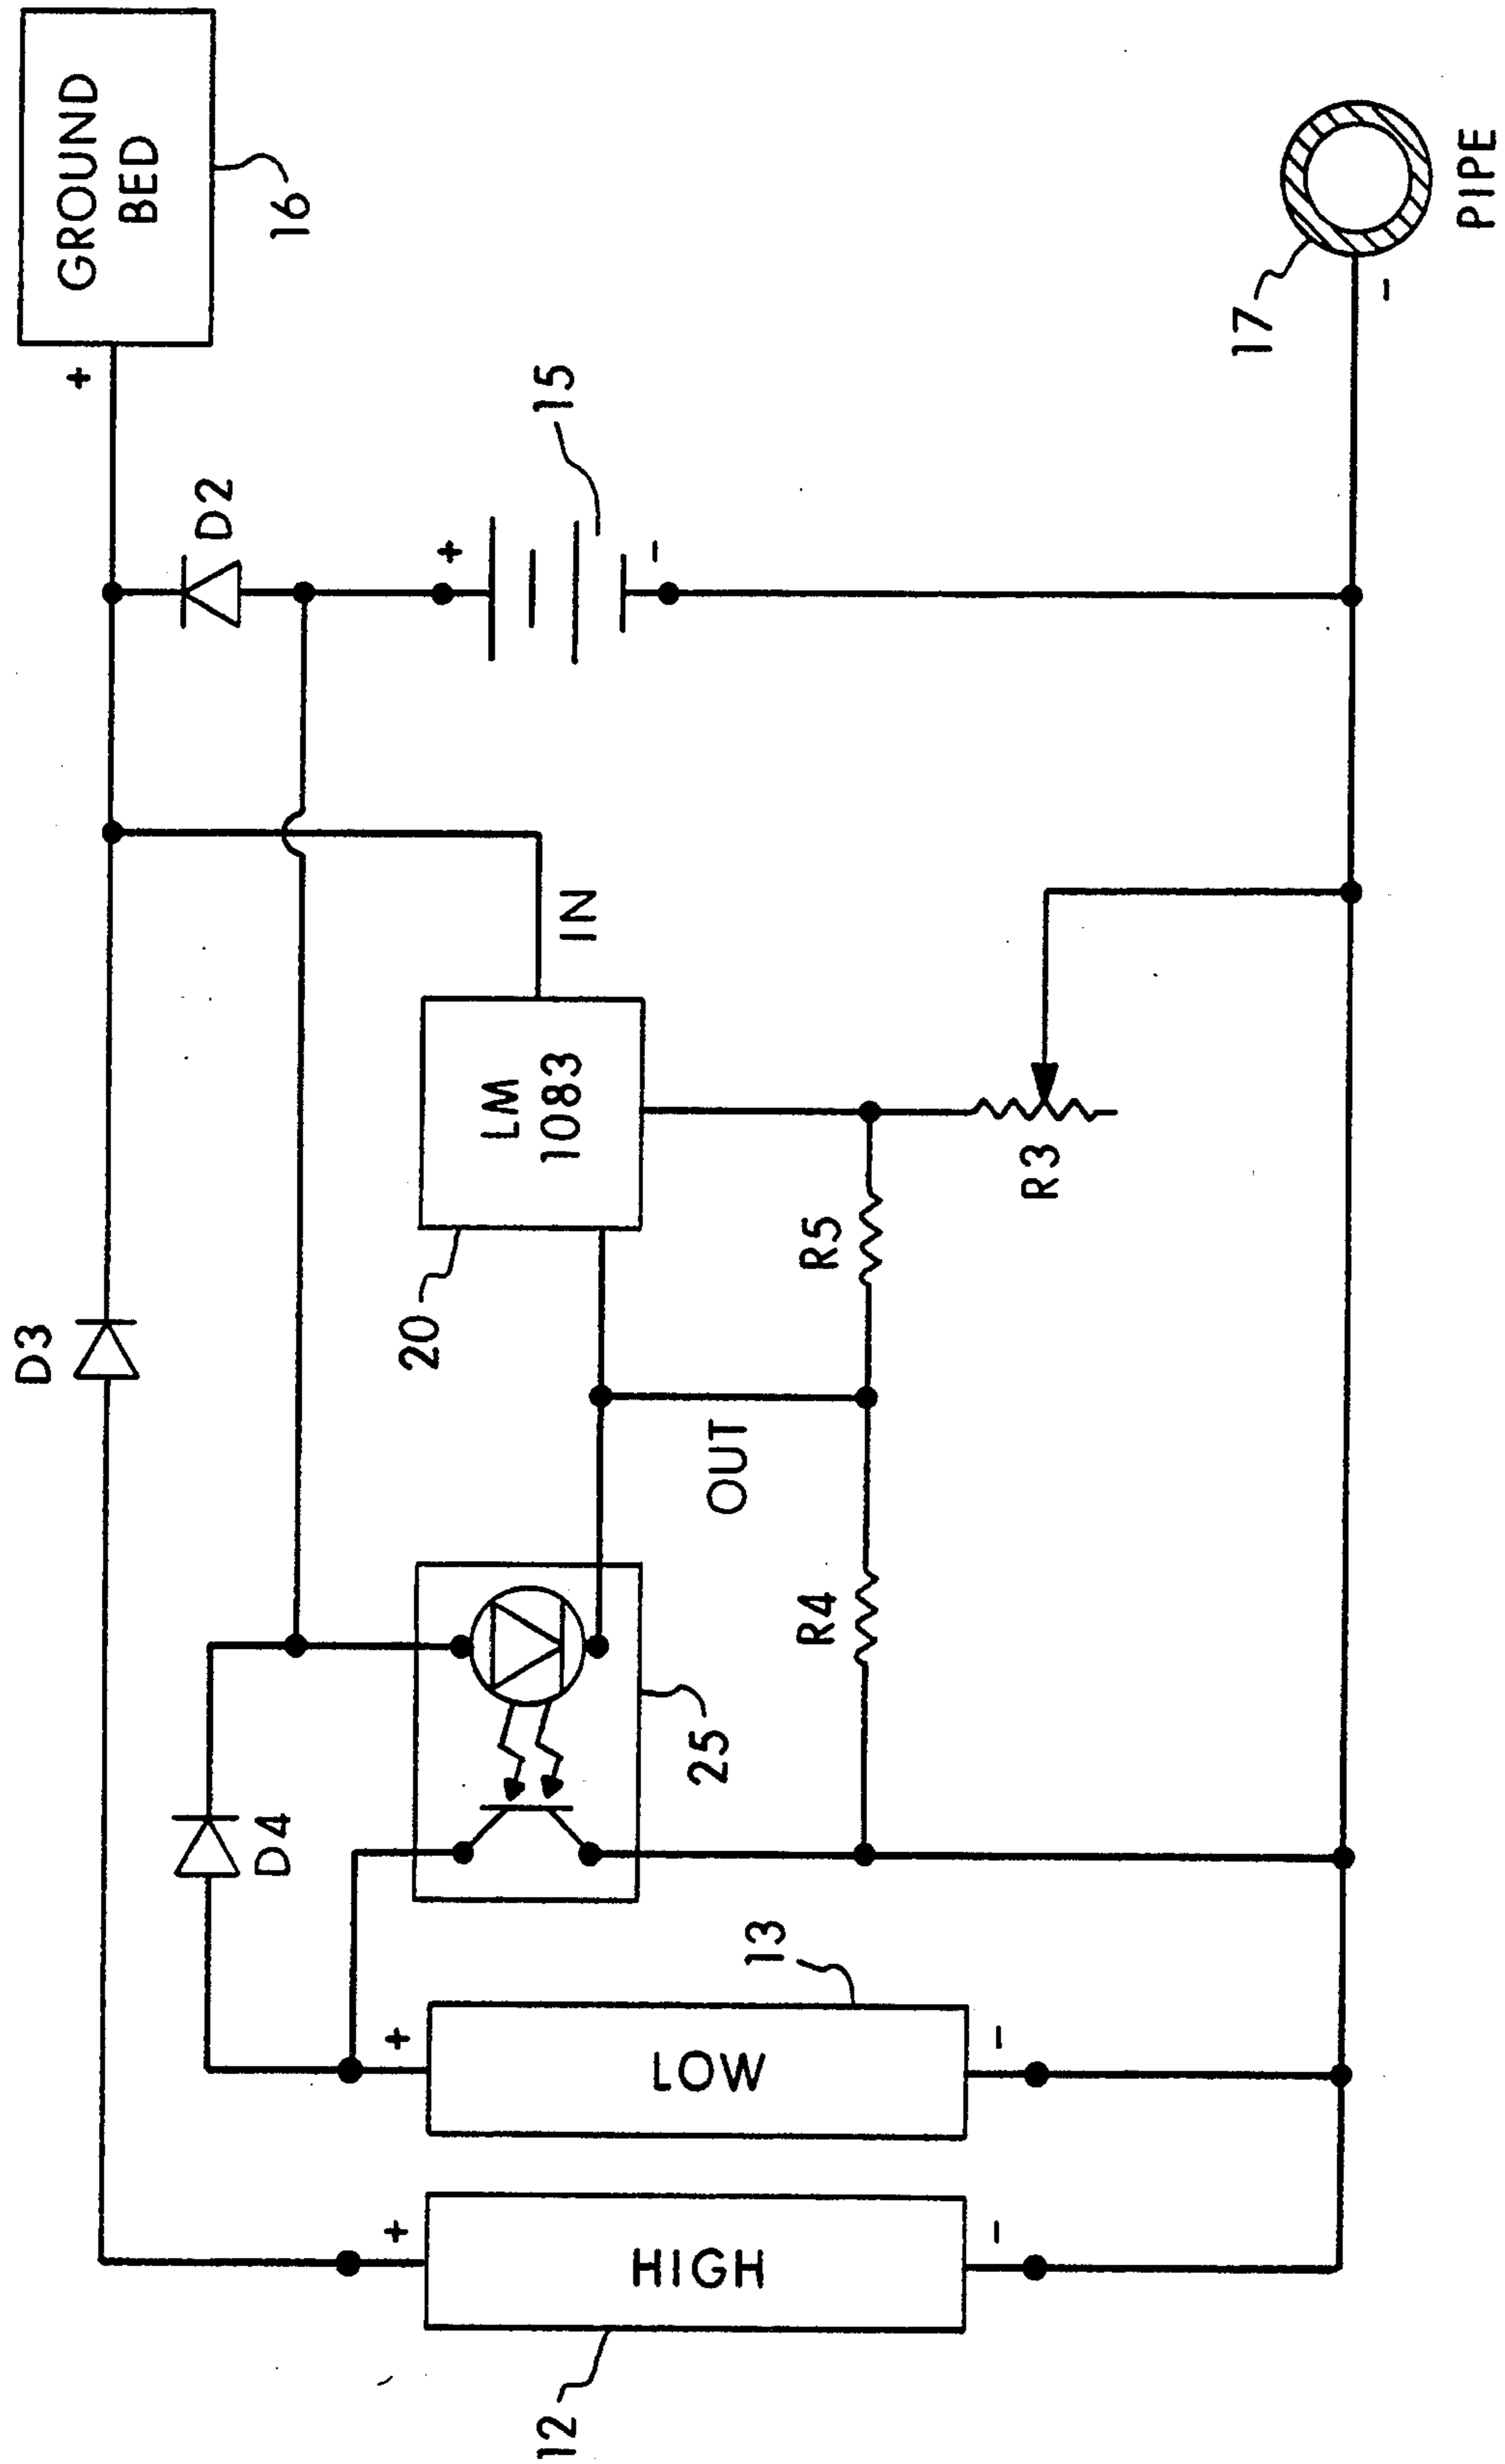 D3
+
GROUND
BED
16
D2
D4
+
15
-
20
LM
1083
IN
25
OUT
R4
R5
R3
12
+
HIGH
-
+
LOW
-
13
17
-
PIPE